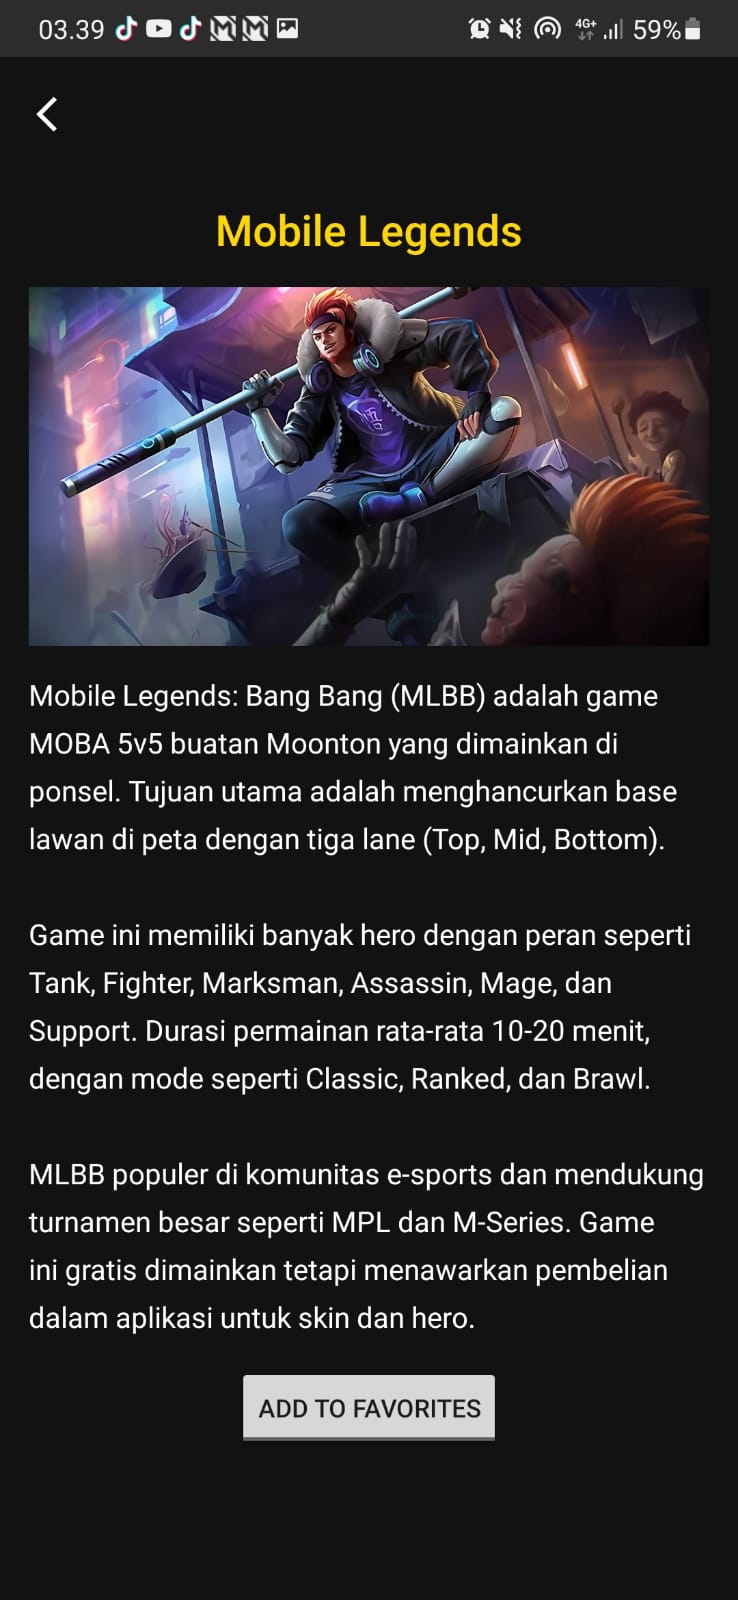 03.39
4G+
59%
Mobile Legends
Mobile Legends: Bang Bang (MLBB) adalah game
MOBA 5v5 buatan Moonton yang dimainkan di
ponsel. Tujuan utama adalah menghancurkan base
lawan di peta dengan tiga lane (Top, Mid, Bottom).
Game ini memiliki banyak hero dengan peran seperti
Tank, Fighter, Marksman, Assassin, Mage, dan
Support. Durasi permainan rata-rata 10-20 menit,
dengan mode seperti Classic, Ranked, dan Brawl.
MLBB populer di komunitas e-sports dan mendukung
turnamen besar seperti MPL dan M-Series. Game
ini gratis dimainkan tetapi menawarkan pembelian
dalam aplikasi untuk skin dan hero.
ADD TO FAVORITES